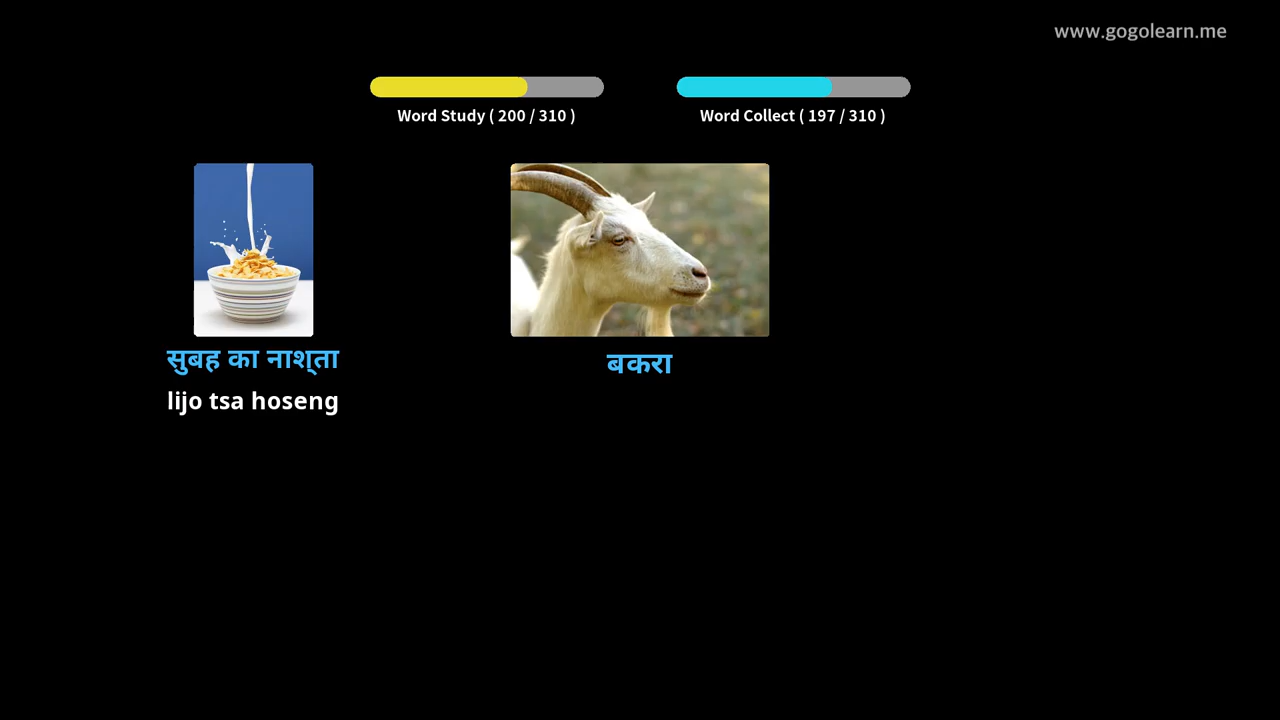 www.gogolearn.me
Word Study ( 200 / 310 )
Word Collect ( 197 / 310 )
सुबह का नाश्ता
बकरा
lijo tsa hoseng